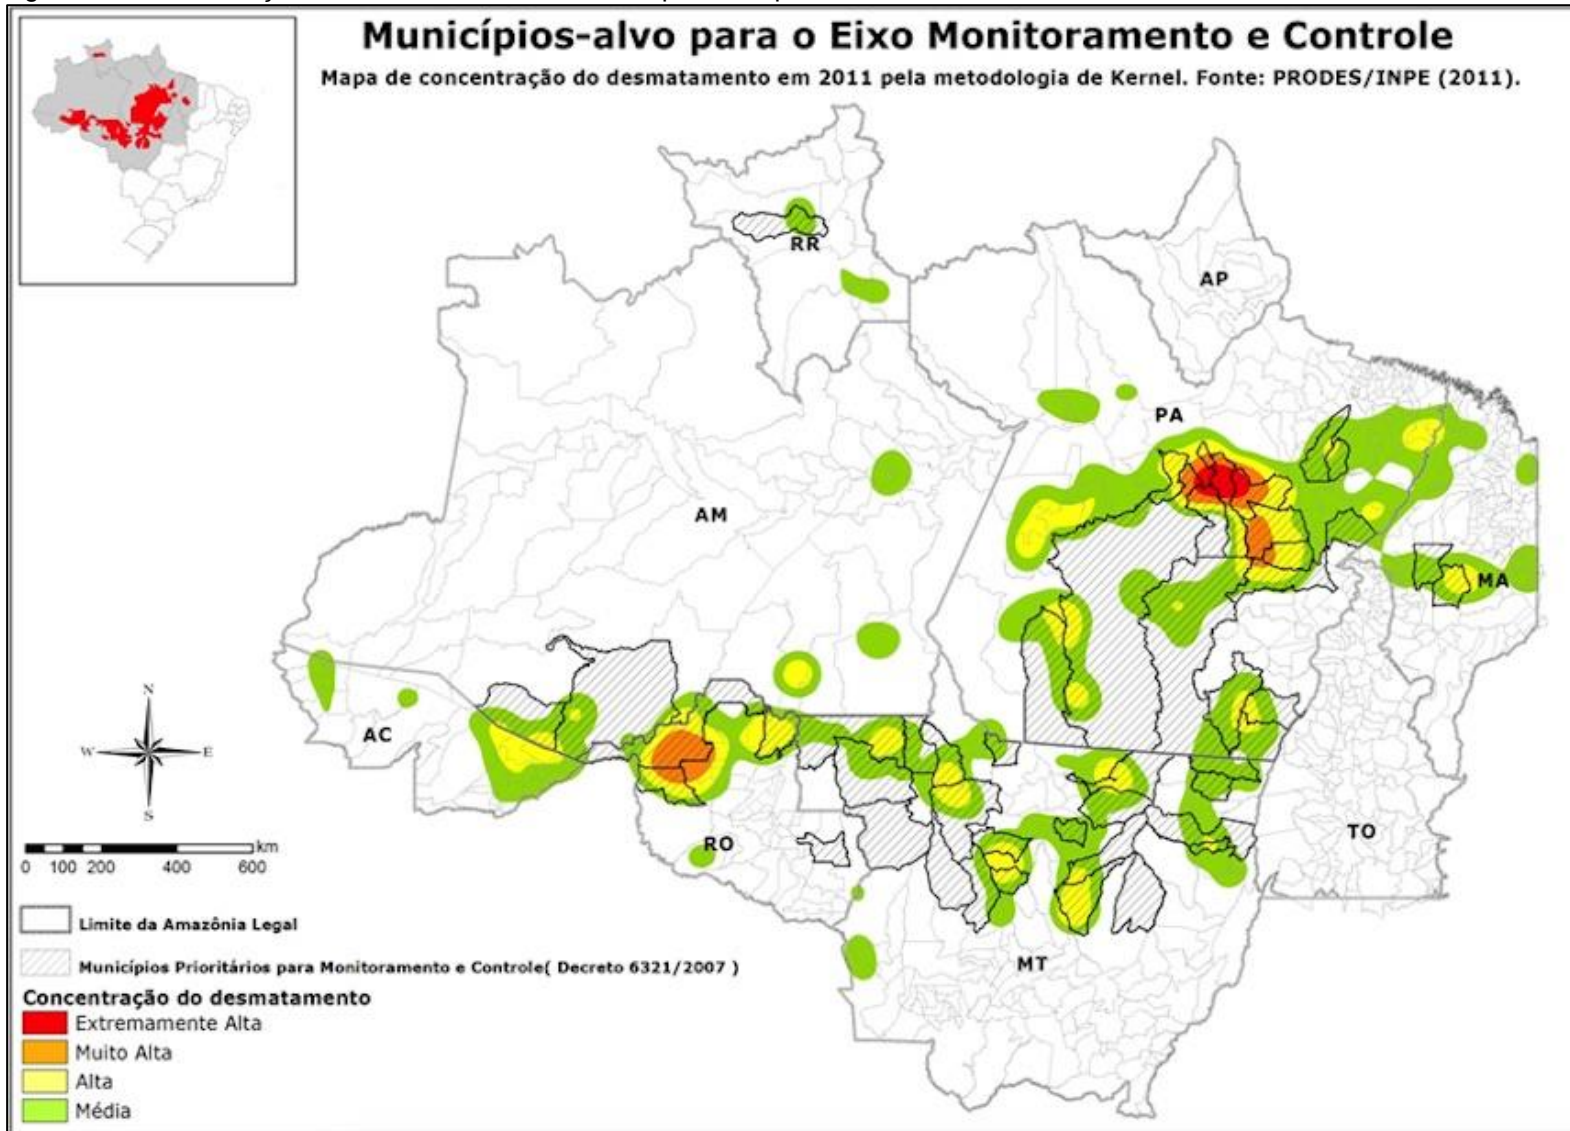 Municípios-alvo para o Eixo Monitoramento e Controle
Mapa de concentração do desmatamento em 2011 pela metodologia de Kernel. Fonte: PRODES/INPE (2011).
RR
AP
PA
AM
MA
AC
RO
TO
MT
N
W E
S
km
0 100 200 400 600
Limite da Amazônia Legal
Municípios Prioritários para Monitoramento e Controle( Decreto 6321/2007 )
Concentração do desmatamento
Extremamente Alta
Muito Alta
Alta
Média